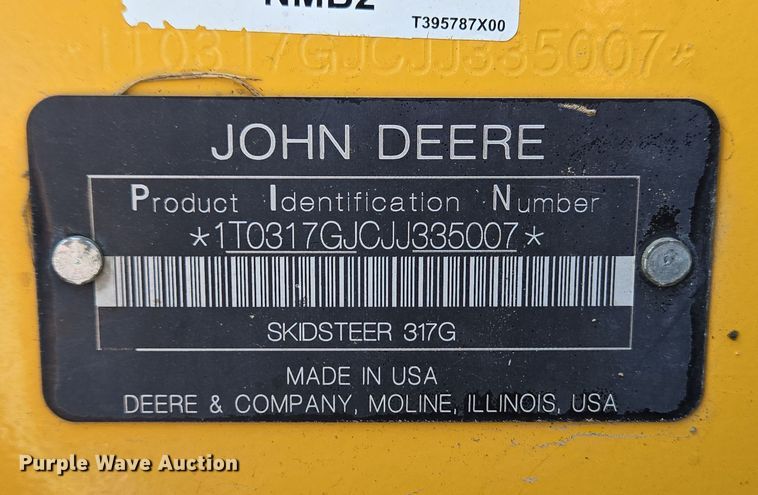 NMB2
T395787X00
1T0317GJCJJ335007*
JOHN DEERE
Product Identification Number
*1T0317GJCJJ335007*
SKIDSTEER 317G
MADE IN USA
DEERE & COMPANY, MOLINE, ILLINOIS, USA
Purple Wave Auction